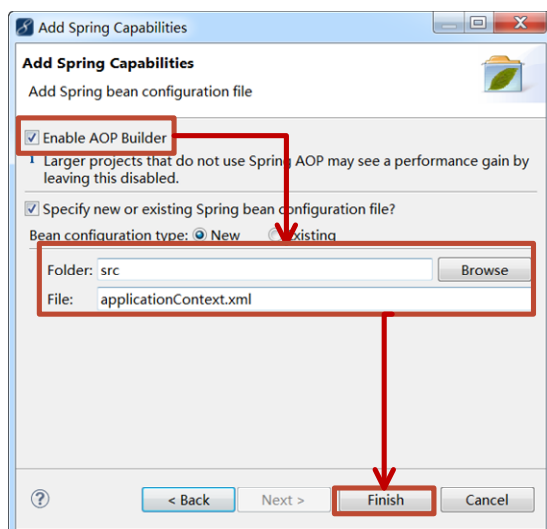 Add Spring Capabilities
Add Spring Capabilities
Add Spring bean configuration file
Enable AOP Builder
Larger projects that do not use Spring AOP may see a performance gain by
leaving this disabled.
Specify new or existing Spring bean configuration file?
Bean configuration type: New Existing
Folder: src Browse
File: applicationContext.xml
? < Back Next > Finish Cancel